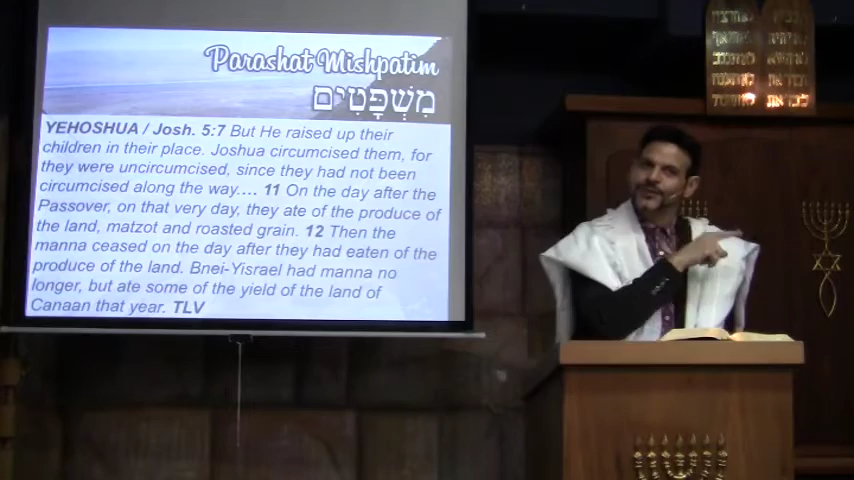 Parashat Mishpatim
מִשְׁפָּטִים
YEHOSHUA / Josh. 5:7 But He raised up their
children in their place. Joshua circumcised them, for
they were uncircumcised, since they had not been
circumcised along the way.... 11 On the day after the
Passover, on that very day, they ate of the produce of
the land, matzot and roasted grain. 12 Then the
manna ceased on the day after they had eaten of the
produce of the land. Bnei-Yisrael had manna no
longer, but ate some of the yield of the land of
Canaan that year. TLV